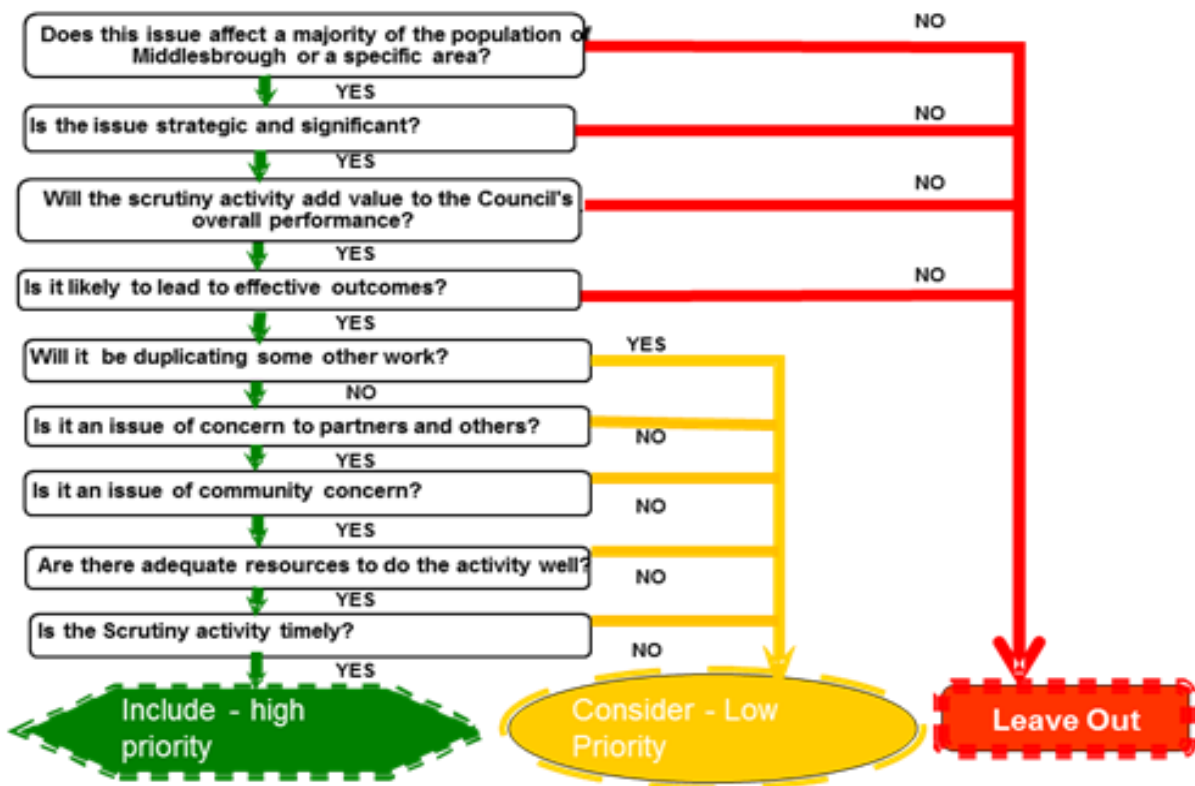 Does this issue affect a majority of the population of
Middlesbrough or a specific area?
NO
YES
Is the issue strategic and significant?
NO
YES
Will the scrutiny activity add value to the Council's
overall performance?
NO
YES
Is it likely to lead to effective outcomes?
NO
YES
Will it be duplicating some other work?
YES
NO
Is it an issue of concern to partners and others?
NO
YES
Is it an issue of community concern?
NO
YES
Are there adequate resources to do the activity well?
NO
YES
Is the Scrutiny activity timely?
NO
YES
Include - high
priority
Consider - Low
Priority
Leave Out